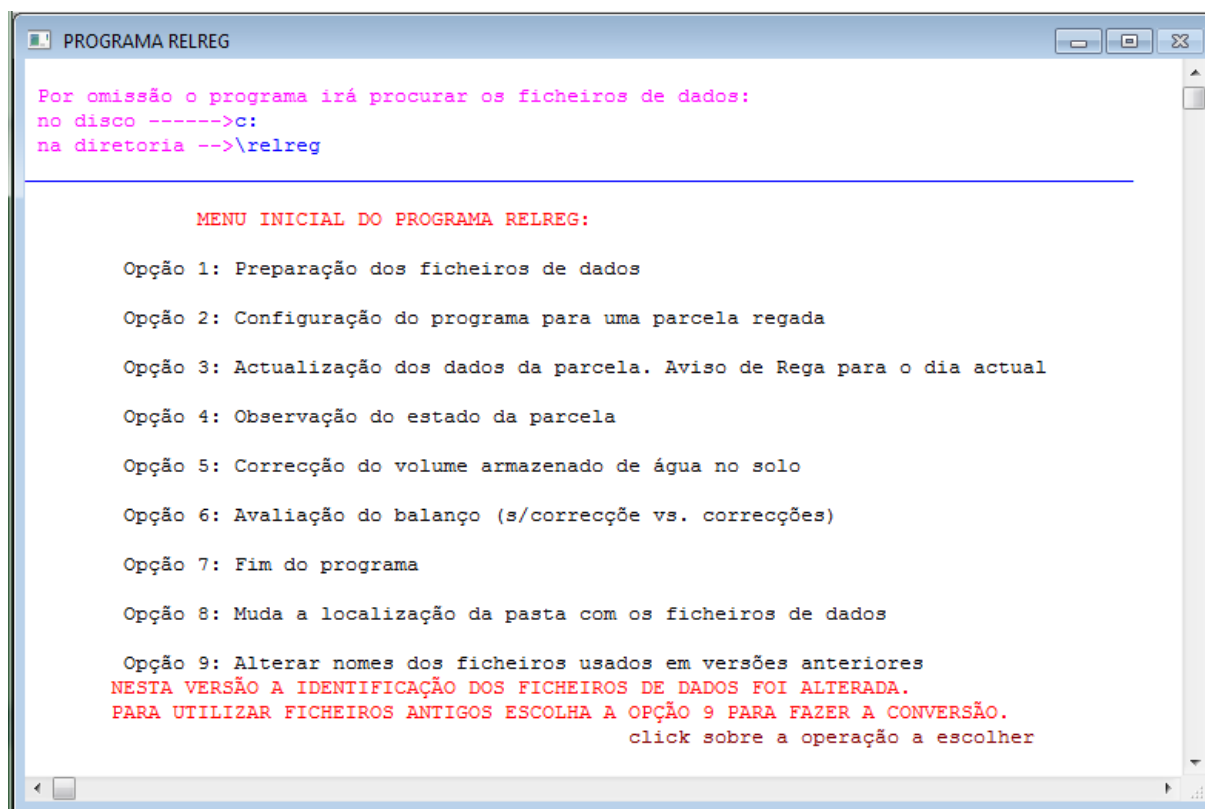 PROGRAMA RELREG
Por omissão o programa irá procurar os ficheiros de dados:
no disco ------>c:
na diretoria -->\relreg
MENU INICIAL DO PROGRAMA RELREG:
Opção 1: Preparação dos ficheiros de dados
Opção 2: Configuração do programa para uma parcela regada
Opção 3: Actualização dos dados da parcela. Aviso de Rega para o dia actual
Opção 4: Observação do estado da parcela
Opção 5: Correcção do volume armazenado de água no solo
Opção 6: Avaliação do balanço (s/correcçõe vs. correcções)
Opção 7: Fim do programa
Opção 8: Muda a localização da pasta com os ficheiros de dados
Opção 9: Alterar nomes dos ficheiros usados em versões anteriores
NESTA VERSÃO A IDENTIFICAÇÃO DOS FICHEIROS DE DADOS FOI ALTERADA.
PARA UTILIZAR FICHEIROS ANTIGOS ESCOLHA A OPÇÃO 9 PARA FAZER A CONVERSÃO.
click sobre a operação a escolher